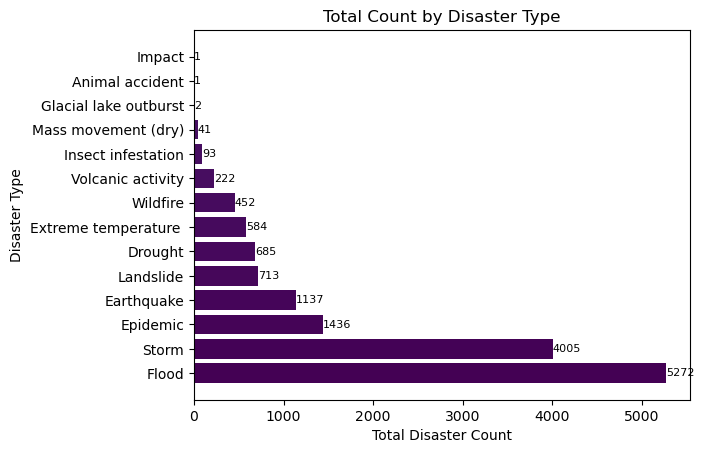 Total Count by Disaster Type
Disaster Type
Impact 1
Animal accident 1
Glacial lake outburst 2
Mass movement (dry) 41
Insect infestation 93
Volcanic activity 222
Wildfire 452
Extreme temperature 584
Drought 685
Landslide 713
Earthquake 1137
Epidemic 1436
Storm 4005
Flood 5272
0 1000 2000 3000 4000 5000
Total Disaster Count